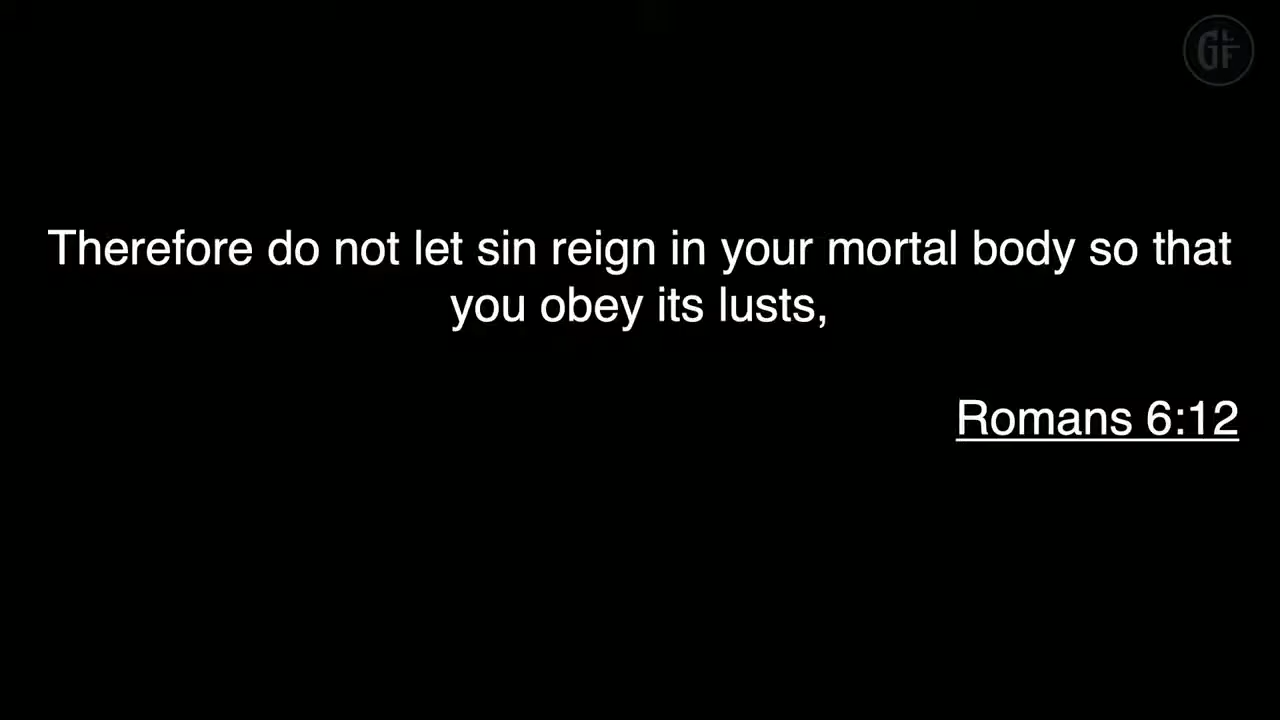 Therefore do not let sin reign in your mortal body so that
you obey its lusts,
Romans 6:12